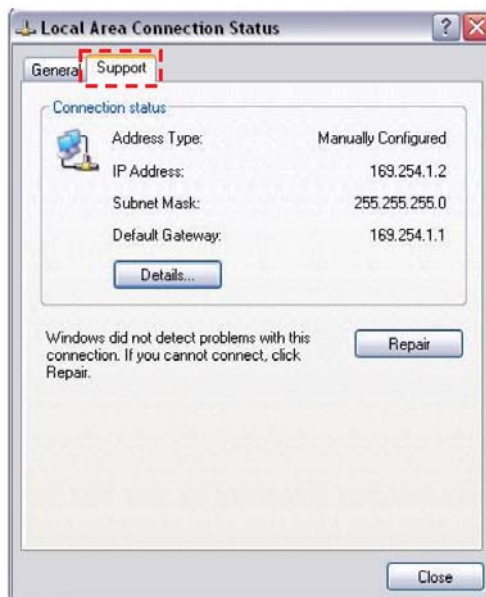 Local Area Connection Status
General Support
Connection status
Address Type: Manually Configured
IP Address: 169.254.1.2
Subnet Mask: 255.255.255.0
Default Gateway: 169.254.1.1
Details...
Windows did not detect problems with this
connection. If you cannot connect, click
Repair.
Repair
Close